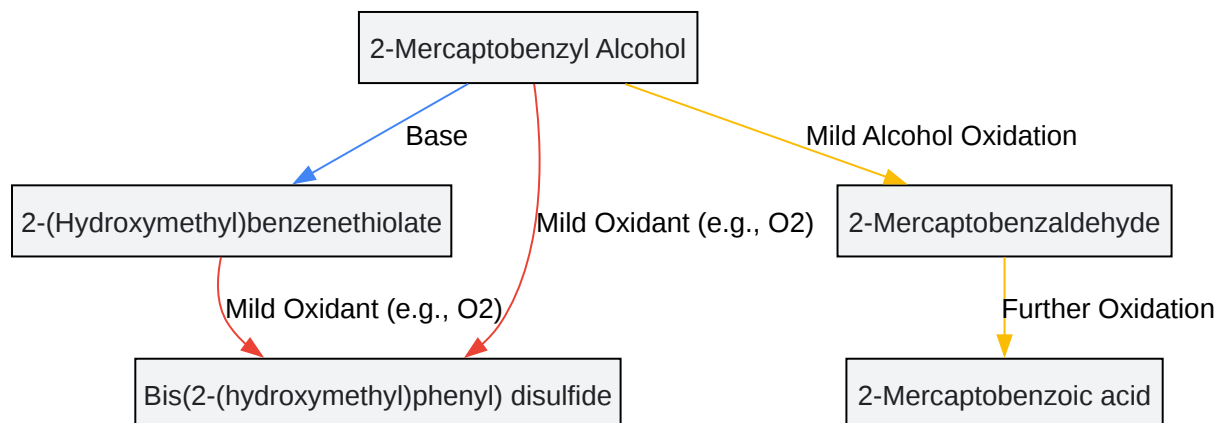 2-Mercaptobenzyl Alcohol
Base
Mild Alcohol Oxidation
2-(Hydroxymethyl)benzenethiolate
Mild Oxidant (e.g., O2)
2-Mercaptobenzaldehyde
Mild Oxidant (e.g., O2)
Further Oxidation
Bis(2-(hydroxymethyl)phenyl) disulfide
2-Mercaptobenzoic acid